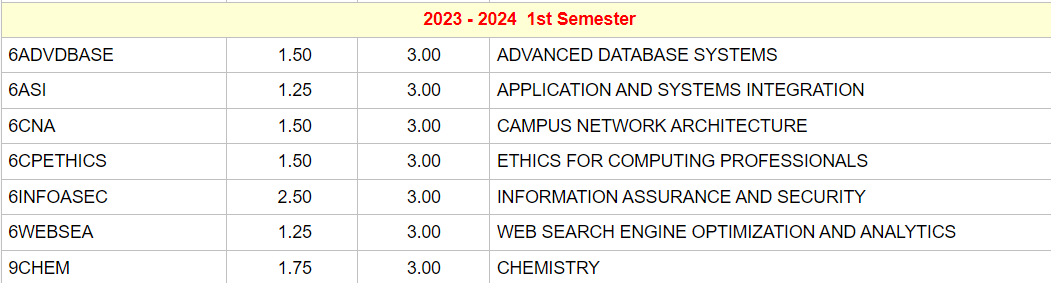 2023 - 2024 1st Semester
6ADVDBASE 1.50 3.00 ADVANCED DATABASE SYSTEMS
6ASI 1.25 3.00 APPLICATION AND SYSTEMS INTEGRATION
6CNA 1.50 3.00 CAMPUS NETWORK ARCHITECTURE
6CPETHICS 1.50 3.00 ETHICS FOR COMPUTING PROFESSIONALS
6INFOASEC 2.50 3.00 INFORMATION ASSURANCE AND SECURITY
6WEBSEA 1.25 3.00 WEB SEARCH ENGINE OPTIMIZATION AND ANALYTICS
9CHEM 1.75 3.00 CHEMISTRY